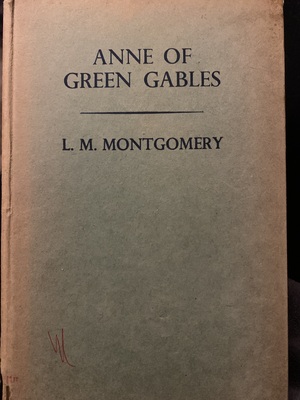 ANNE OF
GREEN GABLES
L. M. MONTGOMERY